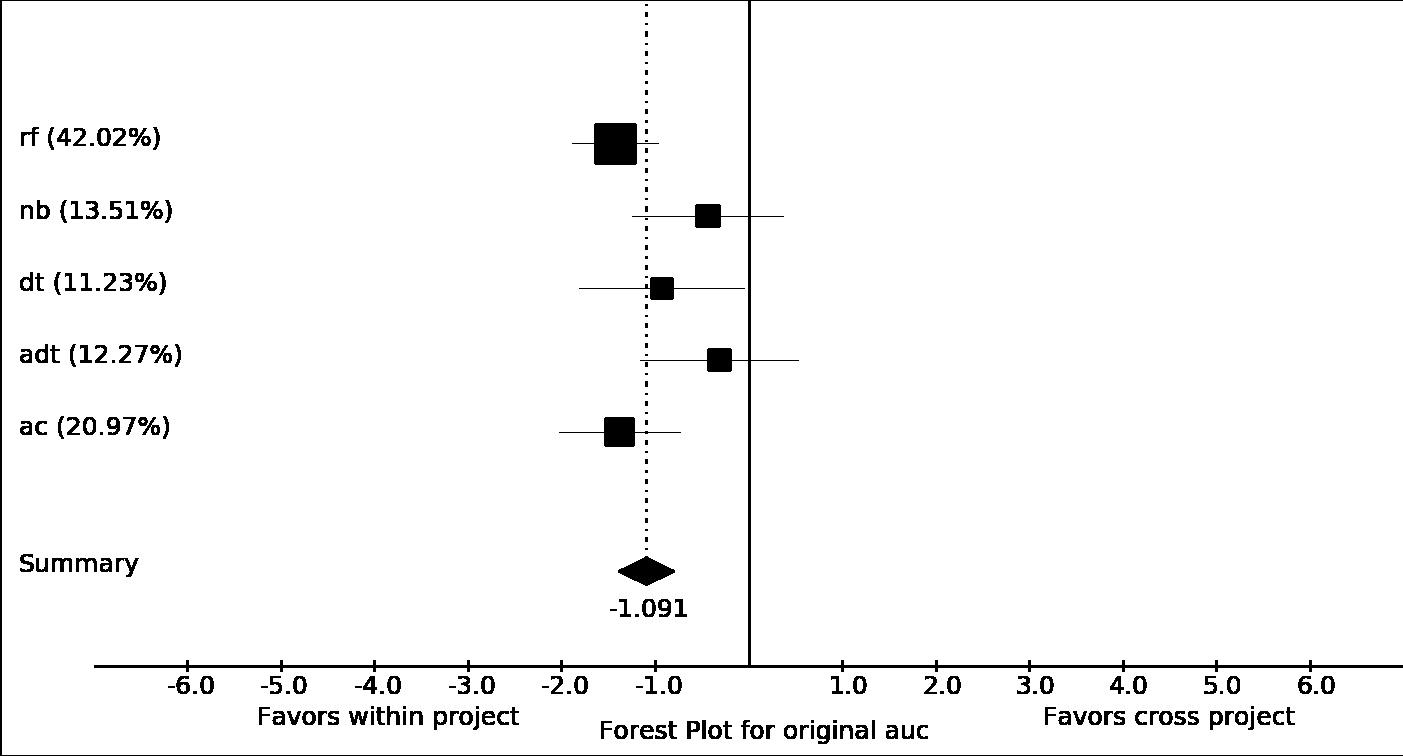 rf (42.02%)
nb (13.51%)
dt (11.23%)
adt (12.27%)
ac (20.97%)
Summary
-1.091
-6.0 -5.0 -4.0 -3.0 -2.0 -1.0 1.0 2.0 3.0 4.0 5.0 6.0
Favors within project Favors cross project
Forest Plot for original auc